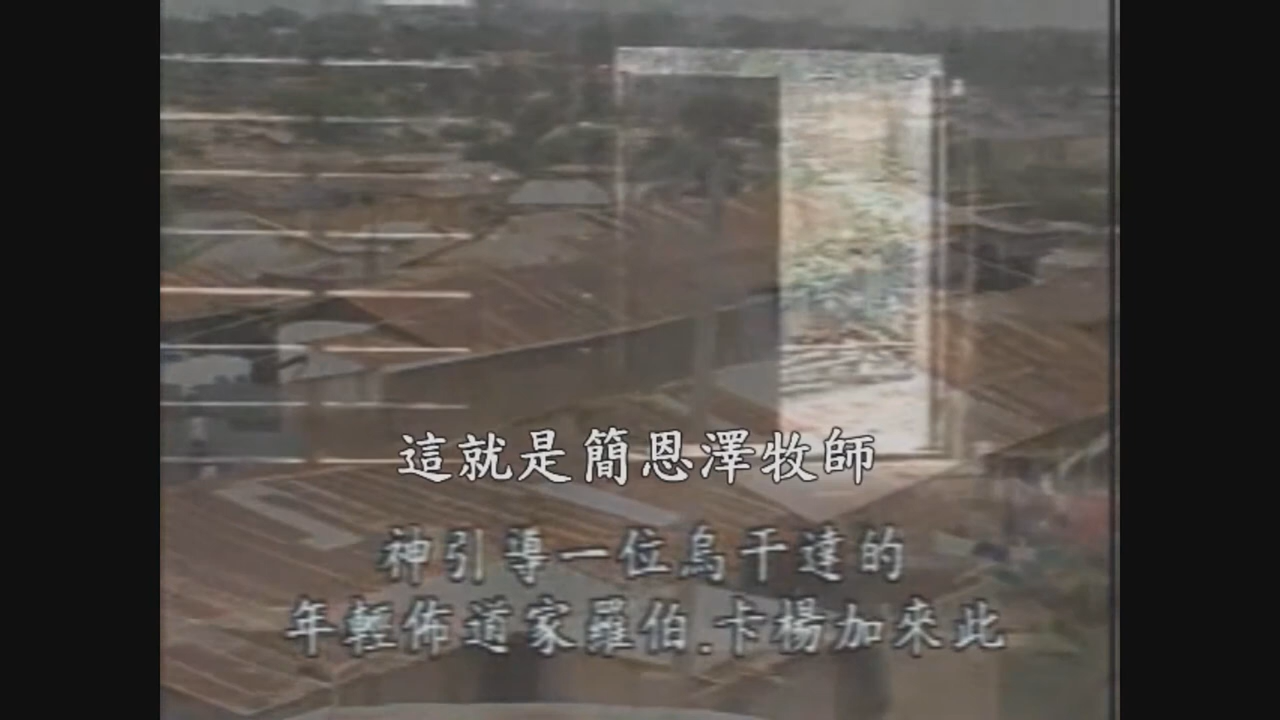 這就是簡恩澤牧師
神引導一位烏干達的
年輕佈道家羅伯.卡楊加來此